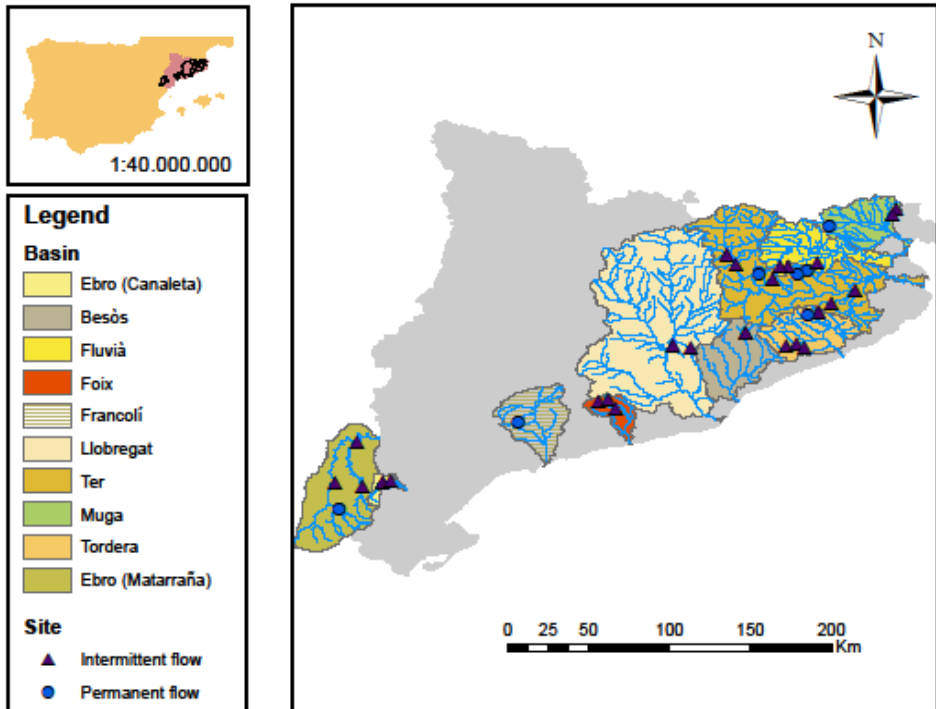 1:40.000.000
Legend
Basin
Ebro (Canaleta)
Besòs
Fluvià
Foix
Francolí
Llobregat
Ter
Muga
Tordera
Ebro (Matarraña)
Site
Intermittent flow
Permanent flow
N
0 25 50 100 150 200
Km